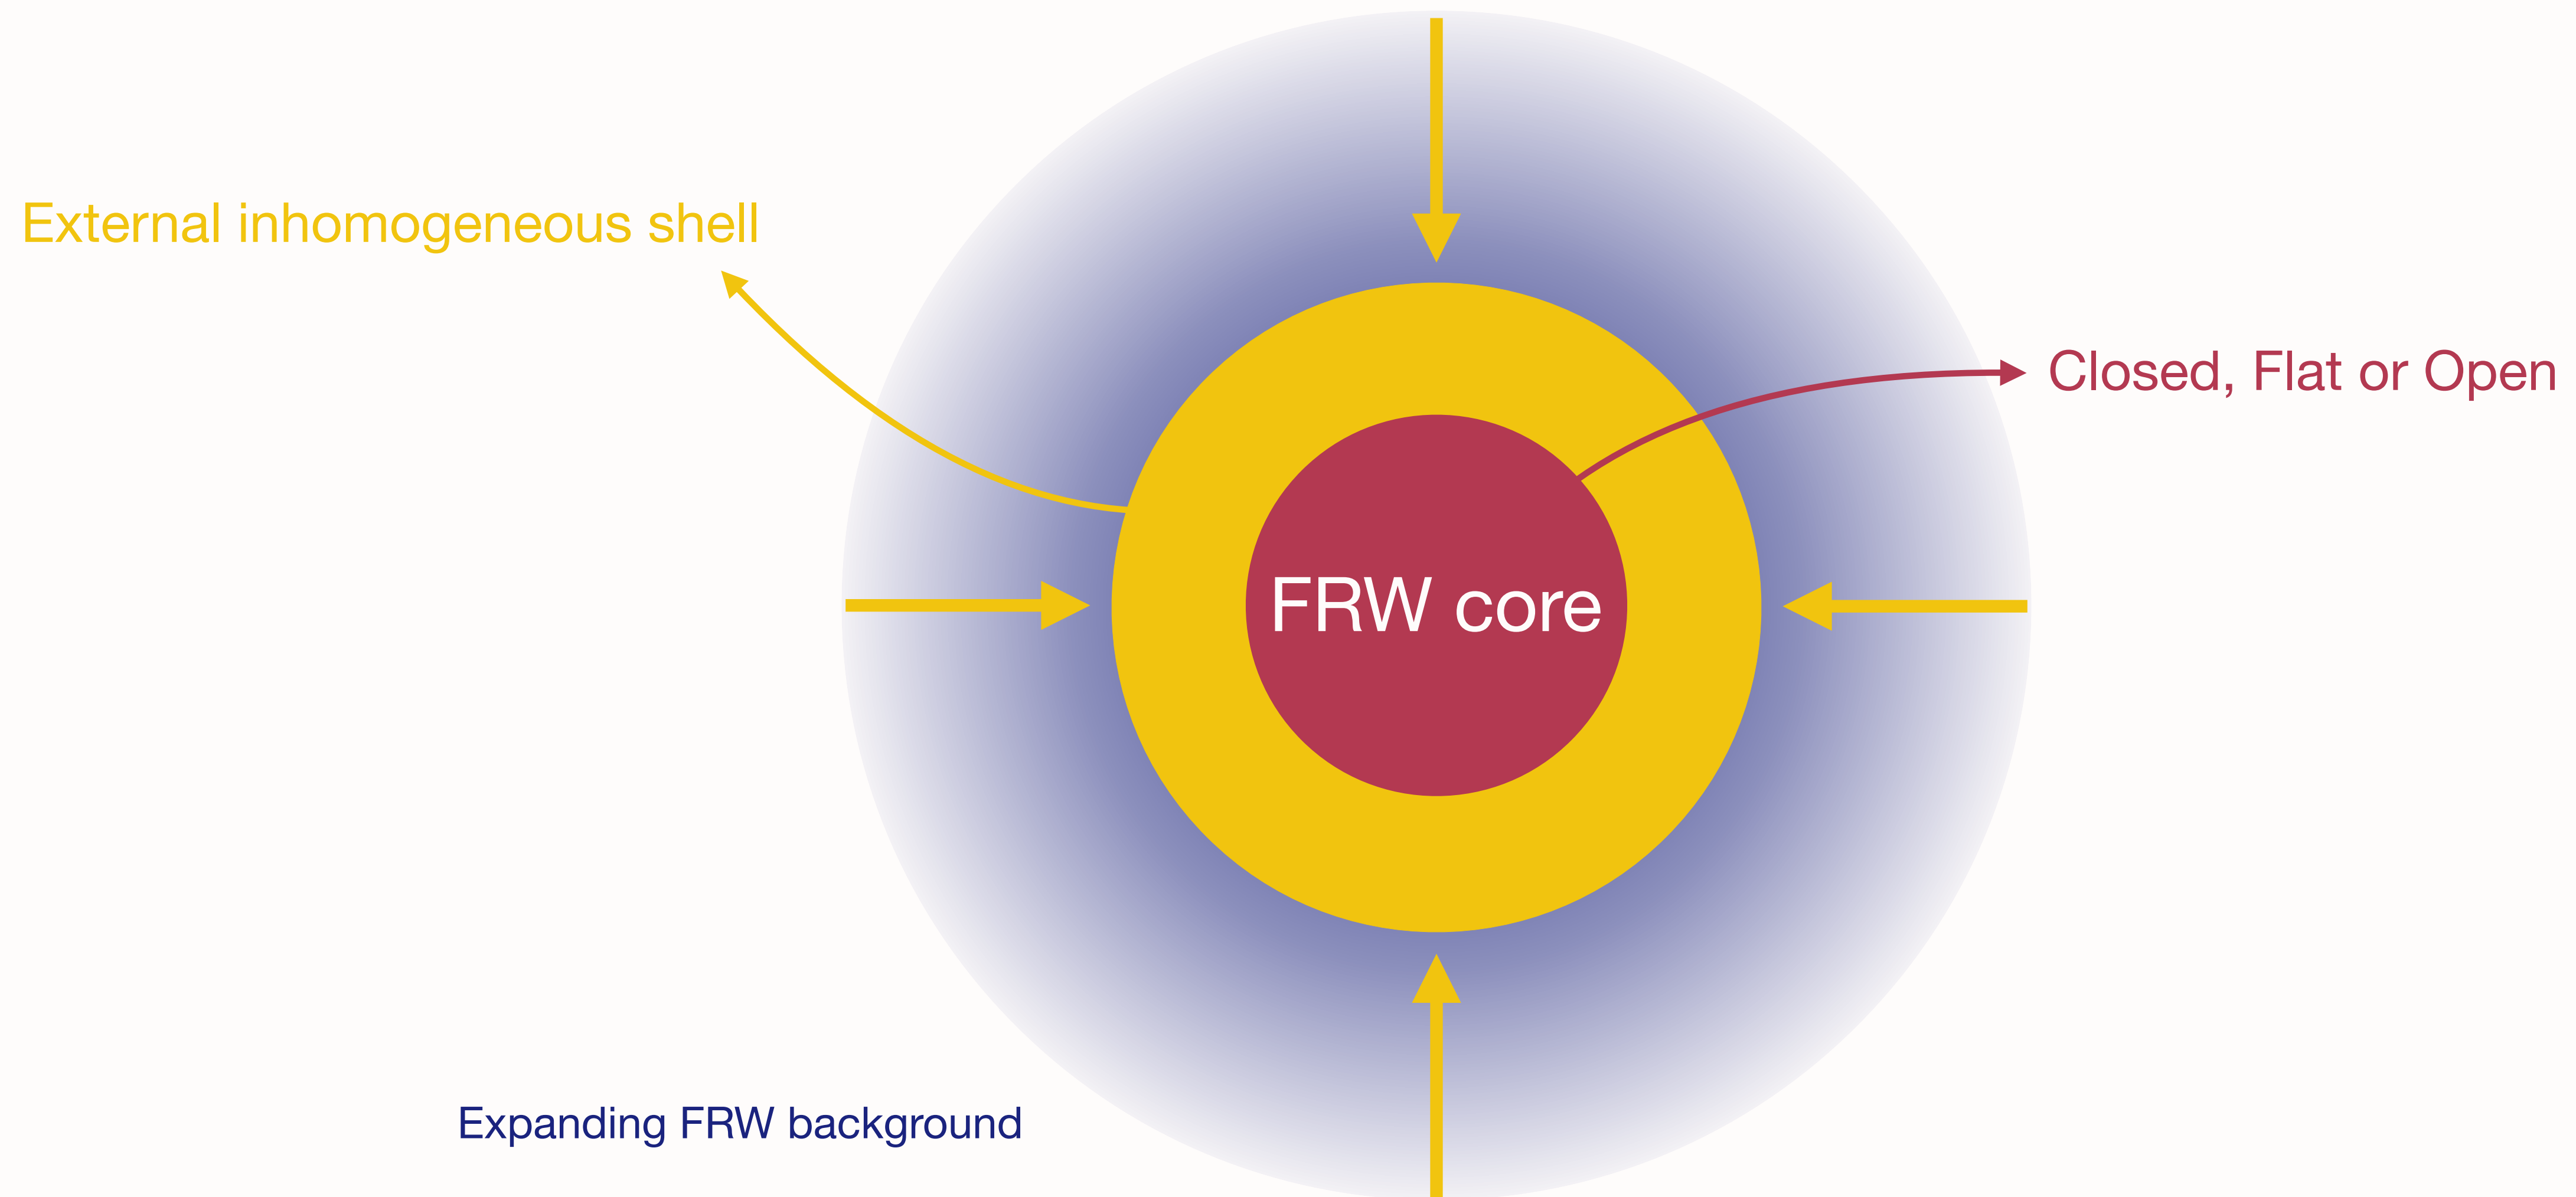 External inhomogeneous shell
Closed, Flat or Open
FRW core
Expanding FRW background